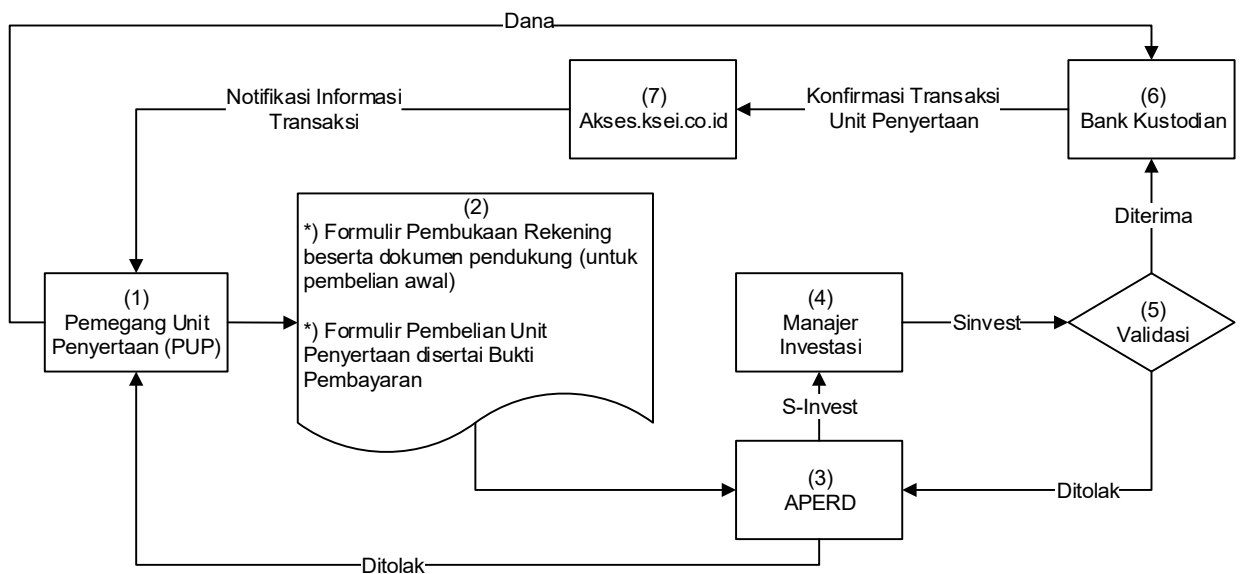 Dana
Notifikasi Informasi
Transaksi
(7)
Akses.ksei.co.id
Konfirmasi Transaksi
Unit Penyertaan
(6)
Bank Kustodian
Diterima
(1)
Pemegang Unit
Penyertaan (PUP)
(2)
*) Formulir Pembukaan Rekening
beserta dokumen pendukung (untuk
pembelian awal)
*) Formulir Pembelian Unit
Penyertaan disertai Bukti
Pembayaran
(4)
Manajer
Investasi
Sinvest
(5)
Validasi
S-Invest
(3)
APERD
Ditolak
Ditolak